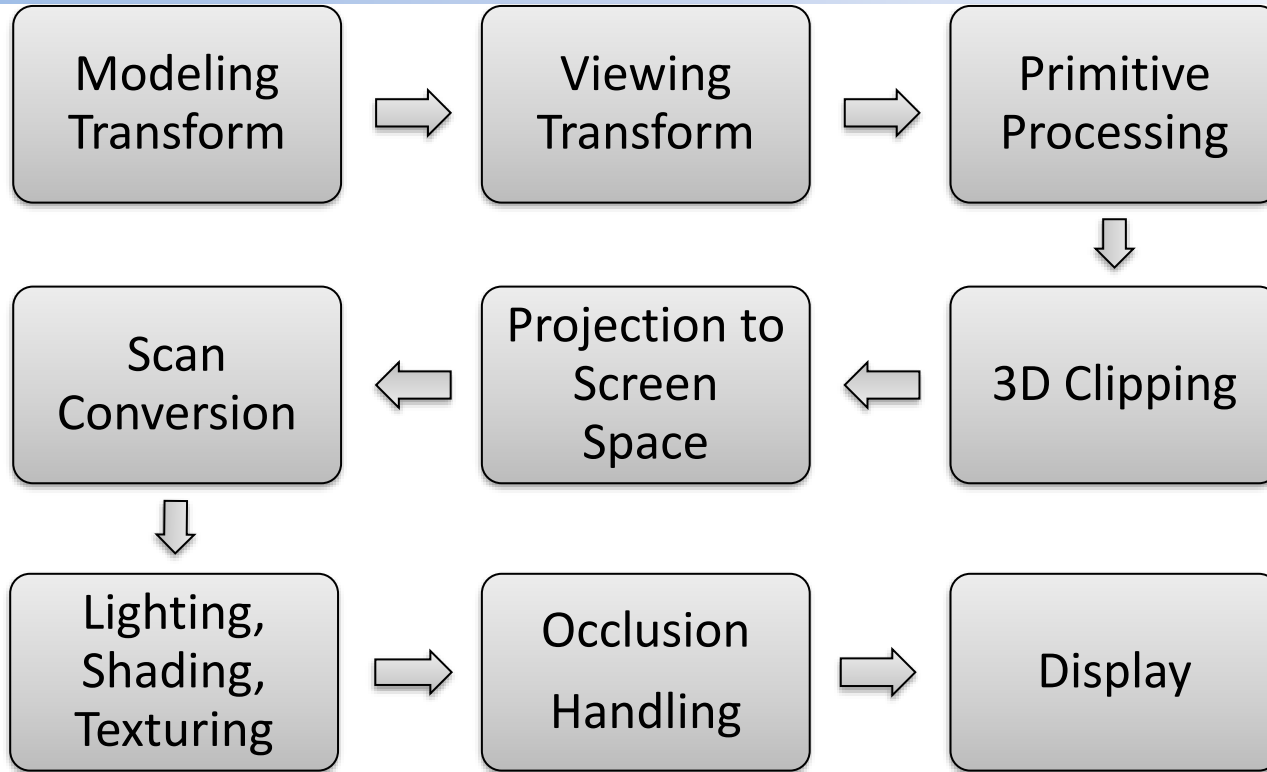 Modeling
Transform
Viewing
Transform
Primitive
Processing
3D Clipping
Projection to
Screen
Space
Scan
Conversion
Lighting,
Shading,
Texturing
Occlusion
Handling
Display